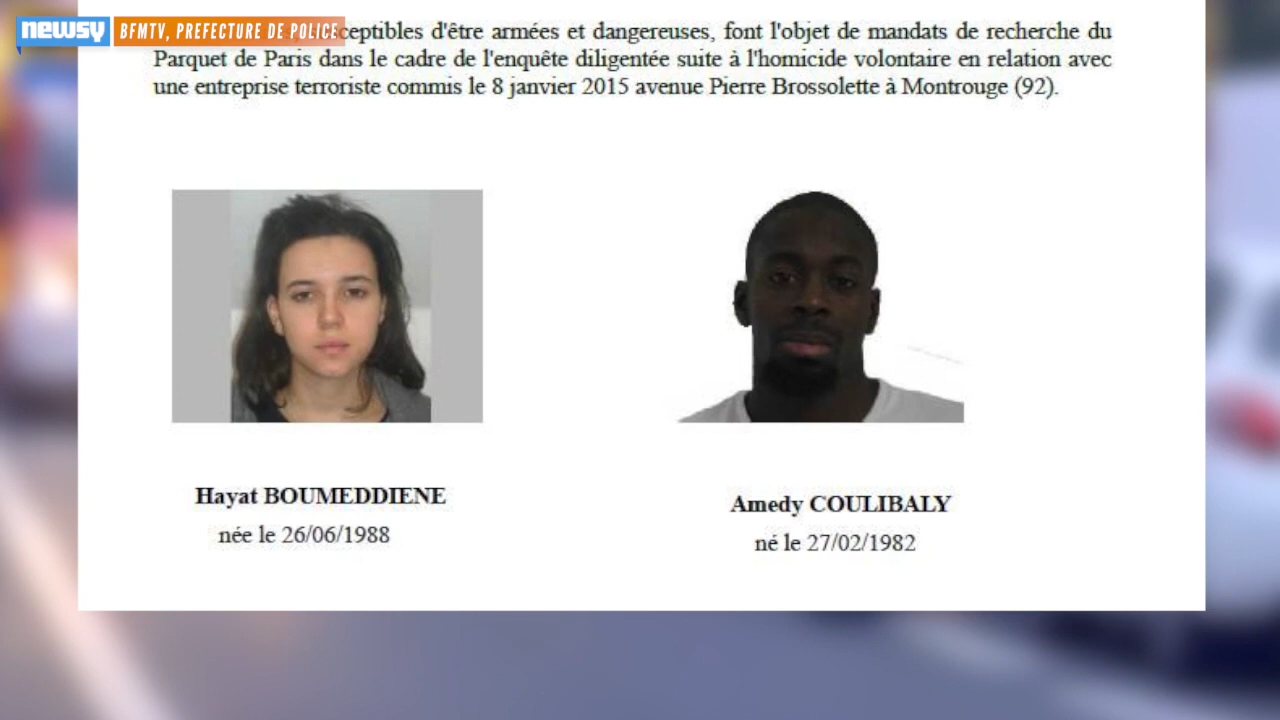 newsy BFMTV, PREFECTURE DE POLICE
d'être armées et dangereuses, font l'objet de mandats de recherche du
Parquet de Paris dans le cadre de l'enquête diligentée suite à l'homicide volontaire en relation avec
une entreprise terroriste commis le 8 janvier 2015 avenue Pierre Brossolette à Montrouge (92).
Hayat BOUMEDDIENE
née le 26/06/1988
Amedy COULIBALY
né le 27/02/1982